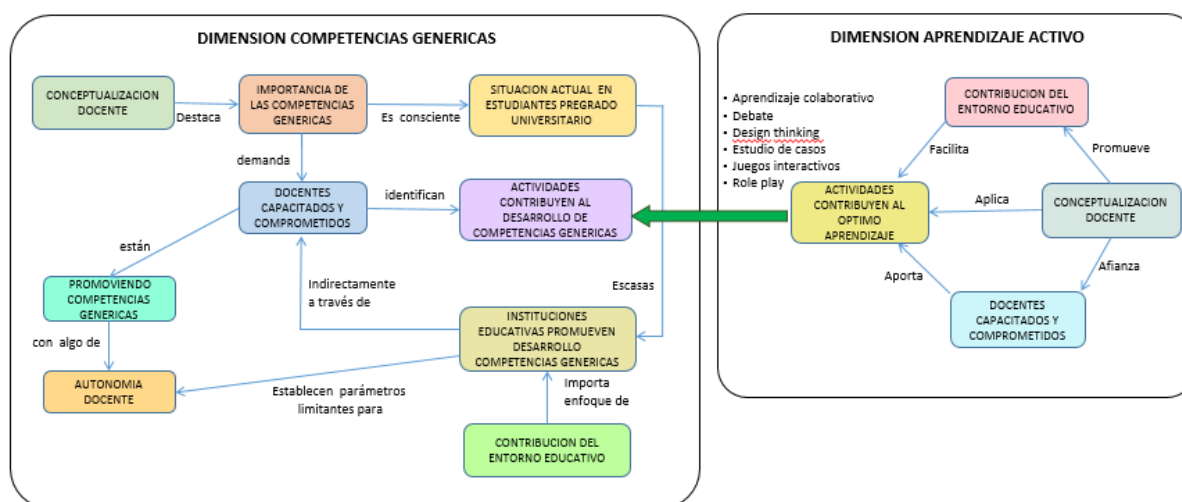 DIMENSION COMPETENCIAS GENERICAS
CONCEPTUALIZACION
DOCENTE
Destaca
IMPORTANCIA DE
LAS COMPETENCIAS
GENERICAS
Es consciente
SITUACION ACTUAL EN
ESTUDIANTES PREGRADO
UNIVERSITARIO
demanda
DOCENTES
CAPACITADOS Y
COMPROMETIDOS
identifican
ACTIVIDADES
CONTRIBUYEN AL
DESARROLLO DE
COMPETENCIAS GENERICAS
están
PROMOVIENDO
COMPETENCIAS
GENERICAS
Indirectamente
a través de
Escasas
INSTITUCIONES
EDUCATIVAS PROMUEVEN
DESARROLLO
COMPETENCIAS GENERICAS
con algo de
AUTONOMIA
DOCENTE
Establecen parámetros
limitantes para
Importa
enfoque de
CONTRIBUCION DEL
ENTORNO EDUCATIVO
DIMENSION APRENDIZAJE ACTIVO
▪ Aprendizaje colaborativo
▪ Debate
▪ Design thinking
▪ Estudio de casos
▪ Juegos interactivos
▪ Role play
CONTRIBUCION DEL
ENTORNO EDUCATIVO
Facilita
Promueve
ACTIVIDADES
CONTRIBUYEN AL
OPTIMO
APRENDIZAJE
Aplica
CONCEPTUALIZACION
DOCENTE
Aporta
Afianza
DOCENTES
CAPACITADOS Y
COMPROMETIDOS